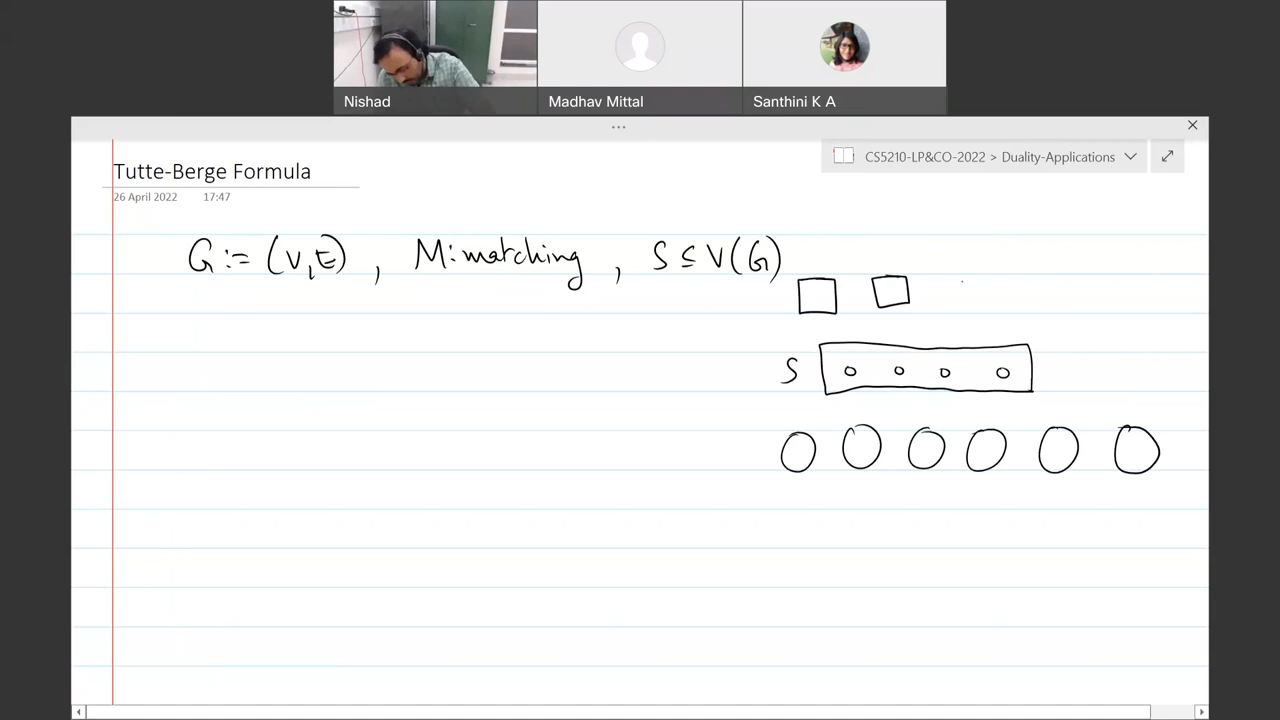 Nishad
Madhav Mittal
Santhini K A
Tutte-Berge Formula
CS5210-LP&CO-2022 > Duality-Applications
26 April 2022 17:47
G := (V, E) , M: matching , S ⊆ V(G)
S